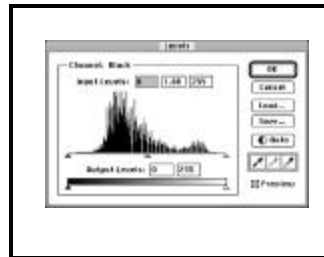 Levels
Channel: Black
Input Levels: 0 1.00 255
Output Levels: 0 255
OK
Cancel
Load...
Save...
Auto
Preview